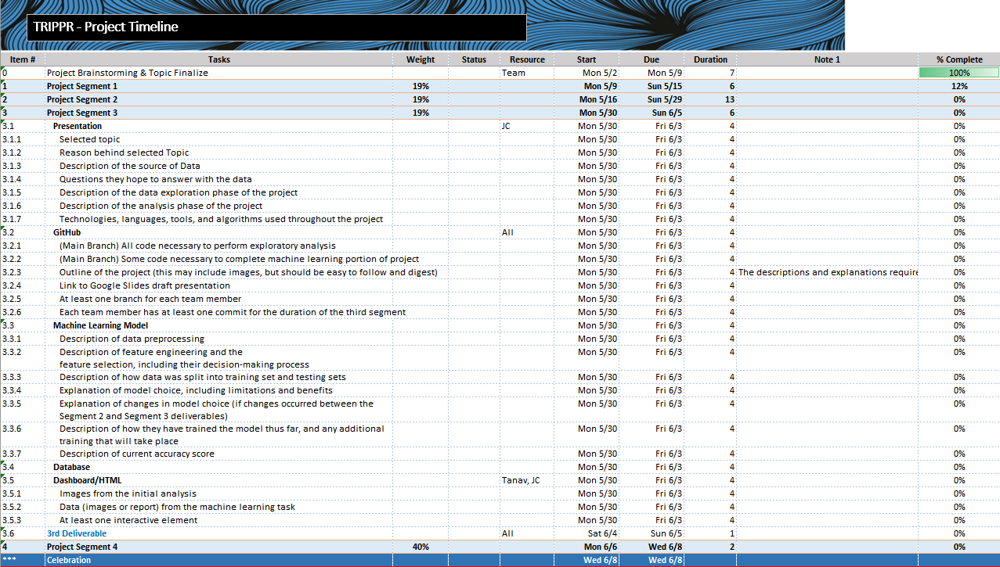 TRIPPR - Project Timeline
Item # Tasks Weight Status Resource Start Due Duration Note 1 % Complete
0 Project Brainstorming & Topic Finalize Team Mon 5/2 Mon 5/9 7 100%
1 Project Segment 1 19% Mon 5/9 Sun 5/15 6 12%
2 Project Segment 2 19% Mon 5/16 Sun 5/29 13 0%
3 Project Segment 3 19% Mon 5/30 Sun 6/5 6 0%
3.1 Presentation JC Mon 5/30 Fri 6/3 4 0%
3.1.1 Selected topic Mon 5/30 Fri 6/3 4 0%
3.1.2 Reason behind selected Topic Mon 5/30 Fri 6/3 4 0%
3.1.3 Description of the source of Data Mon 5/30 Fri 6/3 4 0%
3.1.4 Questions they hope to answer with the data Mon 5/30 Fri 6/3 4 0%
3.1.5 Description of the data exploration phase of the project Mon 5/30 Fri 6/3 4 0%
3.1.6 Description of the analysis phase of the project Mon 5/30 Fri 6/3 4 0%
3.1.7 Technologies, languages, tools, and algorithms used throughout the project Mon 5/30 Fri 6/3 4 0%
3.2 GitHub All Mon 5/30 Fri 6/3 4 0%
3.2.1 (Main Branch) All code necessary to perform exploratory analysis Mon 5/30 Fri 6/3 4 0%
3.2.2 (Main Branch) Some code necessary to complete machine learning portion of project Mon 5/30 Fri 6/3 4 0%
3.2.3 Outline of the project (this may include images, but should be easy to follow and digest) Mon 5/30 Fri 6/3 4 The descriptions and explanations require 0%
3.2.4 Link to Google Slides draft presentation Mon 5/30 Fri 6/3 4 0%
3.2.5 At least one branch for each team member Mon 5/30 Fri 6/3 4 0%
3.2.6 Each team member has at least one commit for the duration of the third segment Mon 5/30 Fri 6/3 4 0%
3.3 Machine Learning Model Mon 5/30 Fri 6/3 4 0%
3.3.1 Description of data preprocessing Mon 5/30 Fri 6/3 4 0%
3.3.2 Description of feature engineering and the Mon 5/30 Fri 6/3 4 0%
feature selection, including their decision-making process
3.3.3 Description of how data was split into training set and testing sets Mon 5/30 Fri 6/3 4 0%
3.3.4 Explanation of model choice, including limitations and benefits Mon 5/30 Fri 6/3 4 0%
3.3.5 Explanation of changes in model choice (if changes occurred between the Mon 5/30 Fri 6/3 4 0%
Segment 2 and Segment 3 deliverables)
3.3.6 Description of how they have trained the model thus far, and any additional Mon 5/30 Fri 6/3 4 0%
training that will take place
3.3.7 Description of current accuracy score Mon 5/30 Fri 6/3 4 0%
3.4 Database Mon 5/30 Fri 6/3 4 0%
3.5 Dashboard/HTML Tanav, JC Mon 5/30 Fri 6/3 4 0%
3.5.1 Images from the initial analysis Mon 5/30 Fri 6/3 4 0%
3.5.2 Data (images or report) from the machine learning task Mon 5/30 Fri 6/3 4 0%
3.5.3 At least one interactive element Mon 5/30 Fri 6/3 4 0%
3.6 3rd Deliverable All Sat 6/4 Sun 6/5 1 0%
4 Project Segment 4 40% Mon 6/6 Wed 6/8 2 0%
*** Celebration Wed 6/8 Wed 6/8